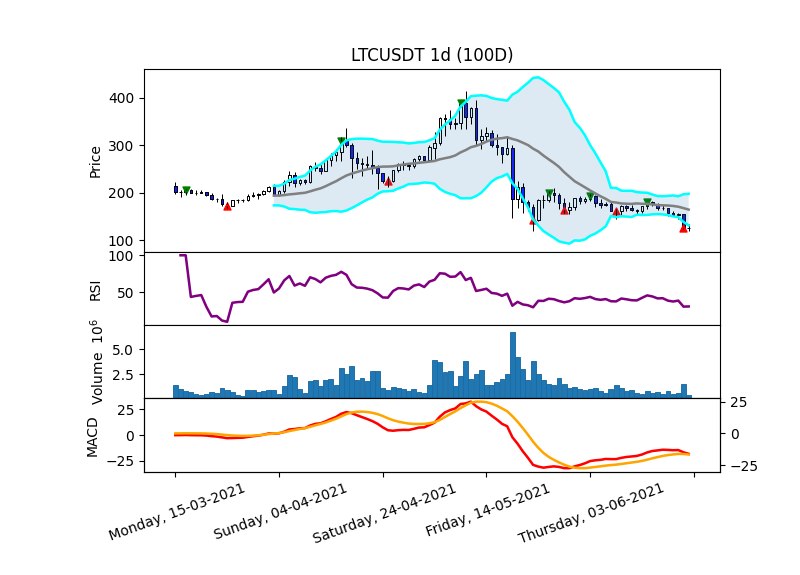 LTCUSDT 1d (100D)
400
300
200
100
Price
100
50
RSI
5.0
2.5
Volume 10^6
25
0
−25
MACD
25
0
−25
Monday, 15-03-2021
Sunday, 04-04-2021
Saturday, 24-04-2021
Friday, 14-05-2021
Thursday, 03-06-2021